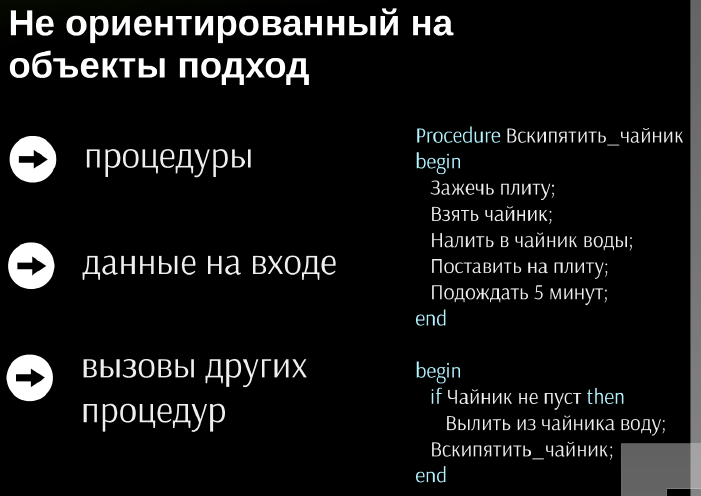 Не ориентированный на
объекты подход
процедуры
данные на входе
вызовы других
процедур
Procedure Вскипятить_чайник
begin
Зажечь плиту;
Взять чайник;
Налить в чайник воды;
Поставить на плиту;
Подождать 5 минут;
end
begin
if Чайник не пуст then
Вылить из чайника воду;
Вскипятить_чайник;
end